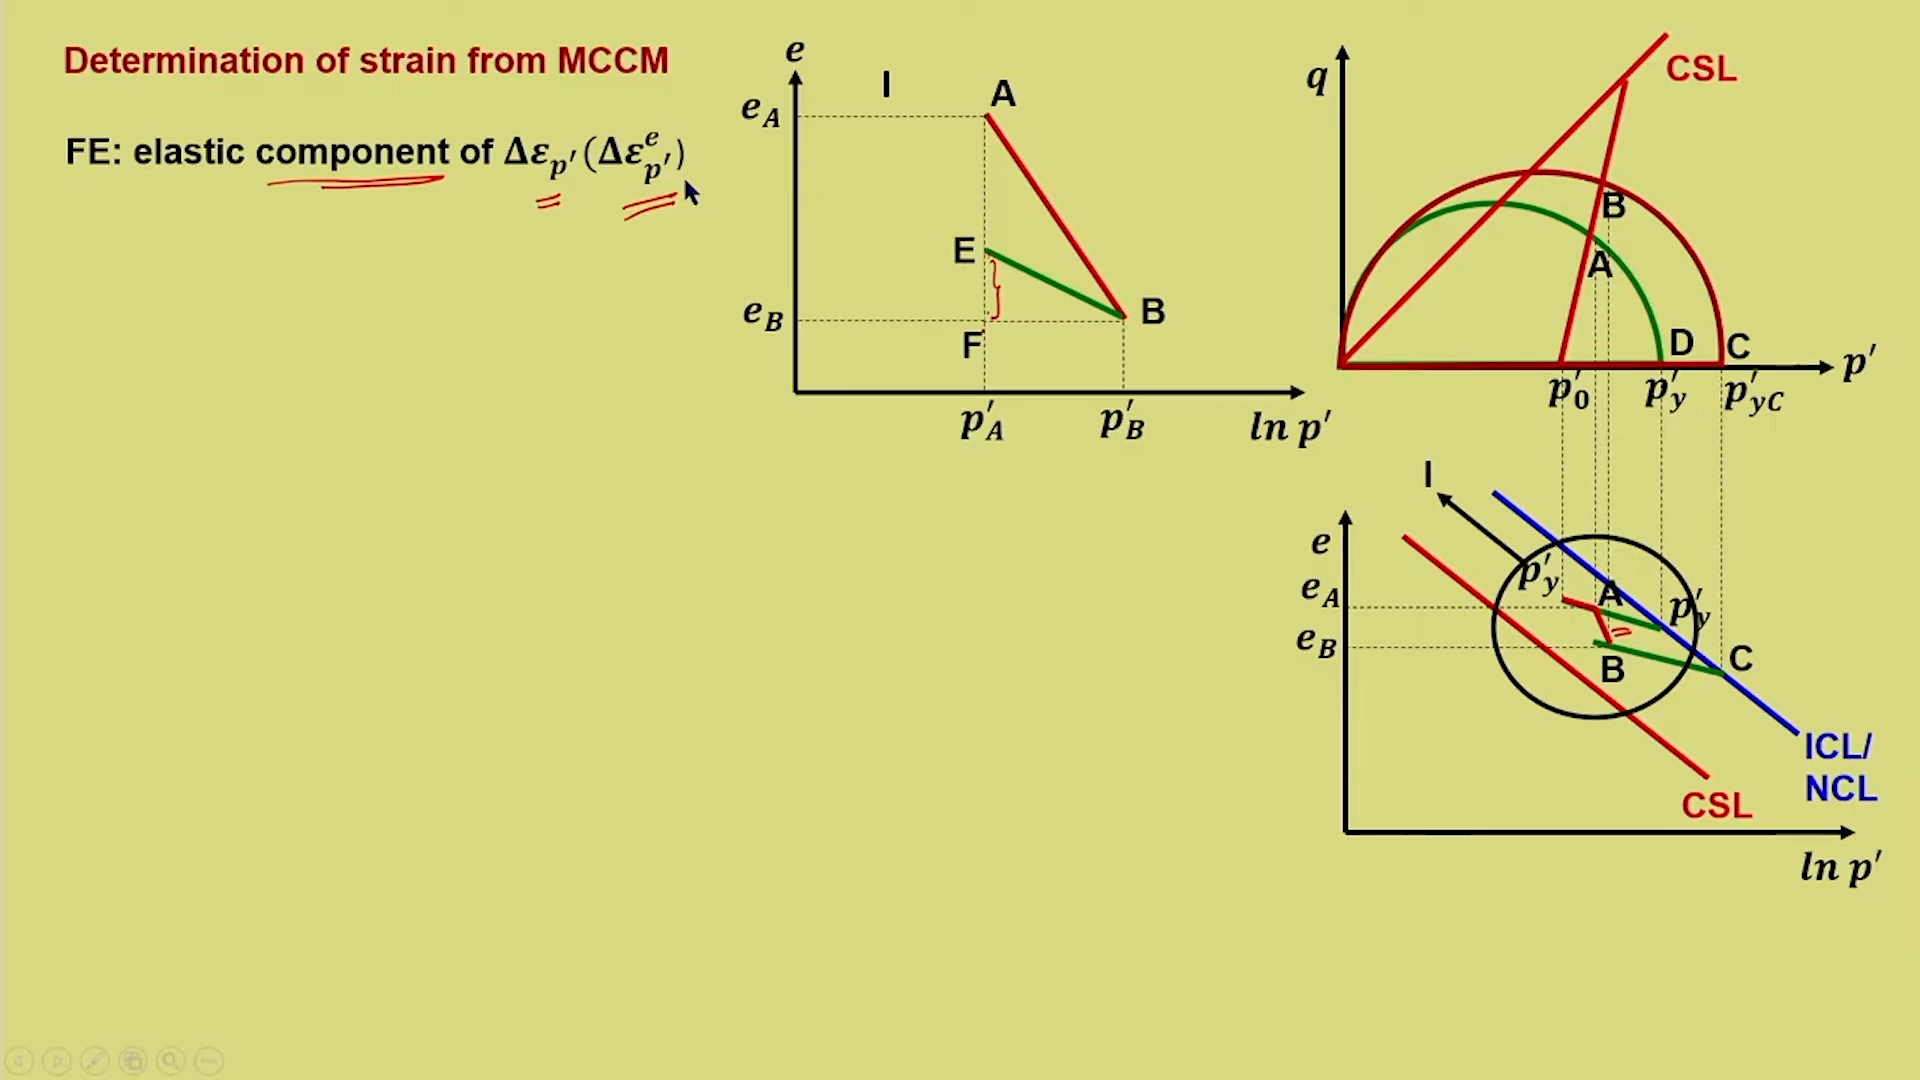 Determination of strain from MCCM
FE: elastic component of Δε_p′ (Δε^e_p′)
e
I
A
e_A
E
e_B
B
F
p′_A
p′_B
ln p′
q
CSL
B
A
D
C
p′
p′_0
p′_y
p′_yC
I
e
p′_y
e_A
A
p′_y
e_B
B
C
ICL/
NCL
CSL
ln p′